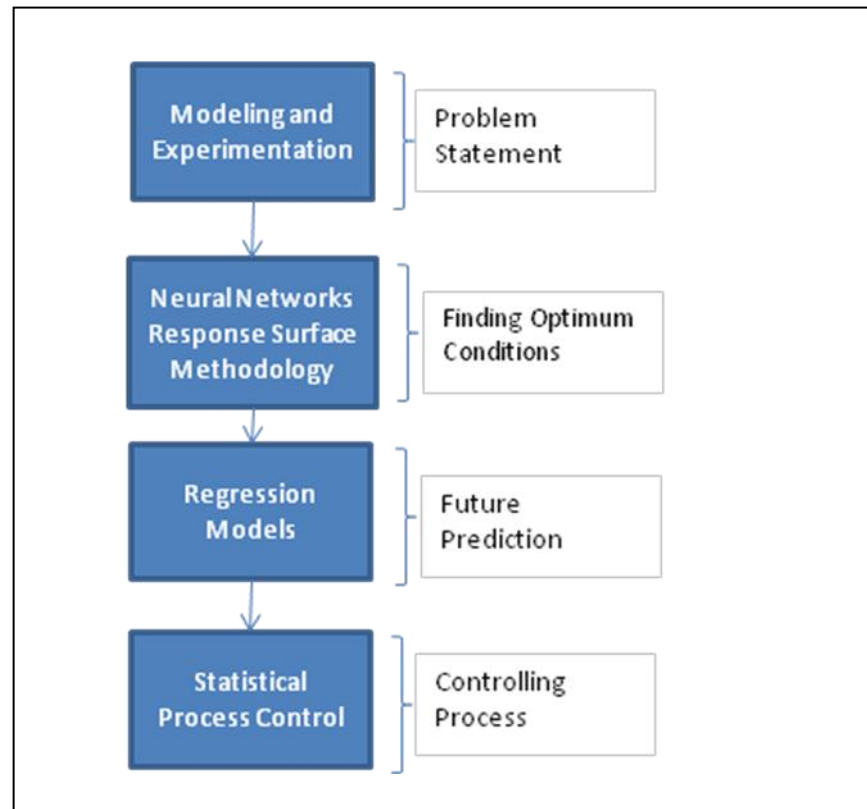 Modeling and
Experimentation
Problem
Statement
Neural Networks
Response Surface
Methodology
Finding Optimum
Conditions
Regression
Models
Future
Prediction
Statistical
Process Control
Controlling
Process